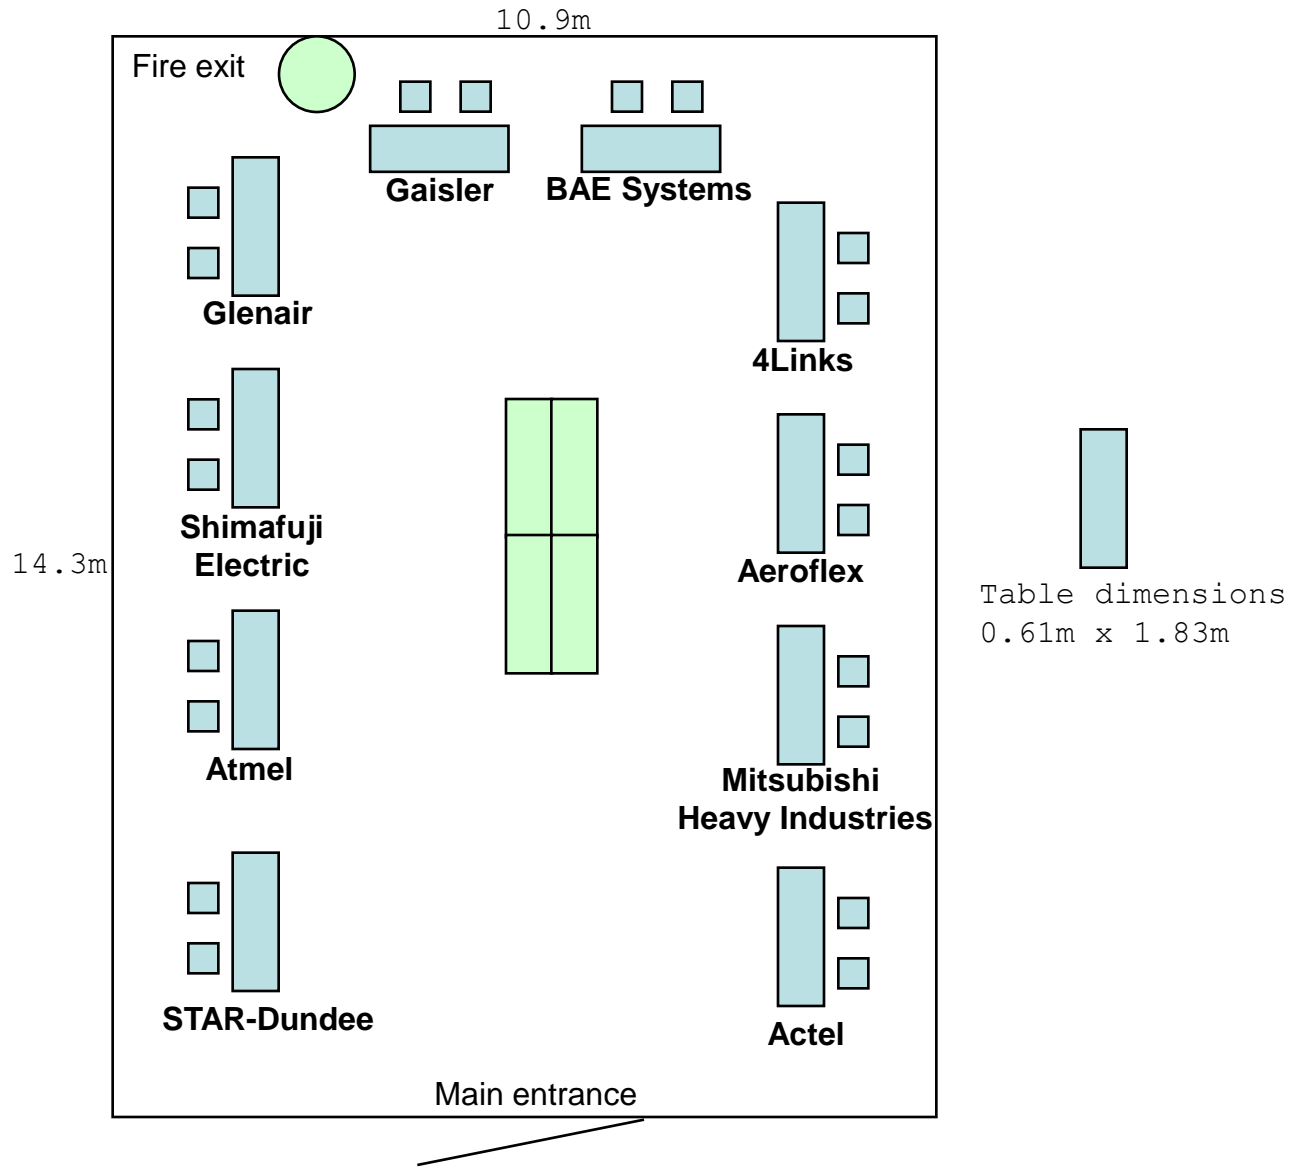 10.9m
Fire exit
Gaisler
BAE Systems
Glenair
4Links
Shimafuji
Electric
14.3m
Aeroflex
Table dimensions
0.61m x 1.83m
Atmel
Mitsubishi
Heavy Industries
STAR-Dundee
Actel
Main entrance